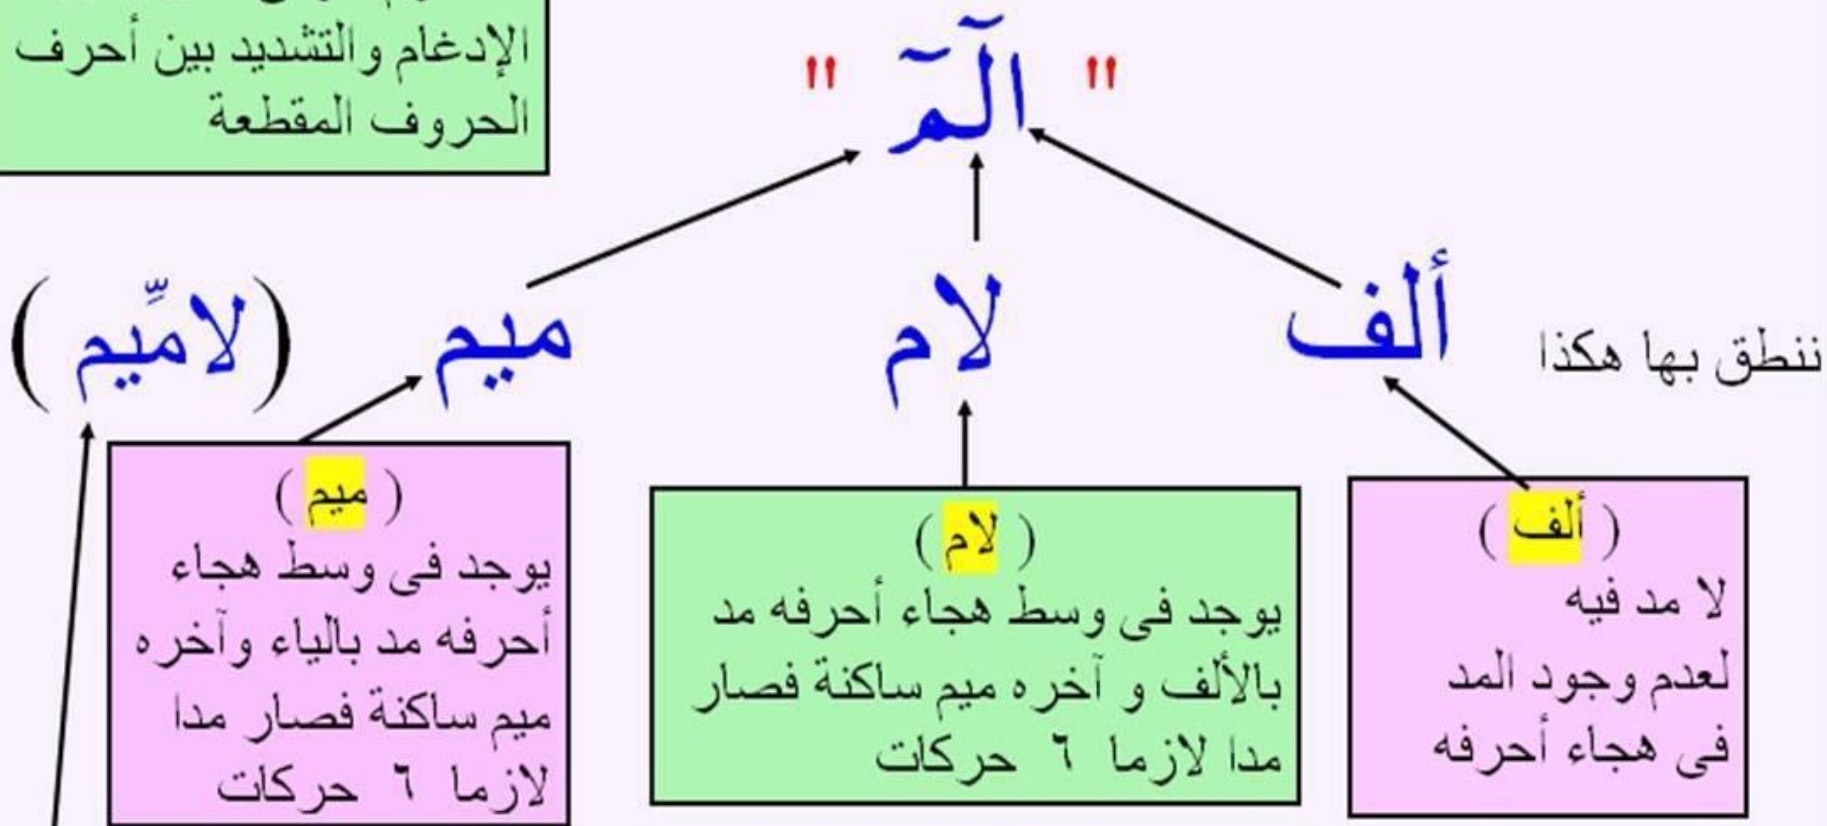 الإدغام والتشديد بين أحرف
الحروف المقطعة
" الٓمٓ "
ننطق بها هكذا
ألف
لام
ميم
(لامِّيم)
( ألف )
لا مد فيه
لعدم وجود المد
فى هجاء أحرفه
( لام )
يوجد فى وسط هجاء أحرفه مد
بالألف و آخره ميم ساكنة فصار
مدا لازما ٦ حركات
( ميم )
يوجد فى وسط هجاء
أحرفه مد بالياء وآخره
ميم ساكنة فصار مدا
لازما ٦ حركات